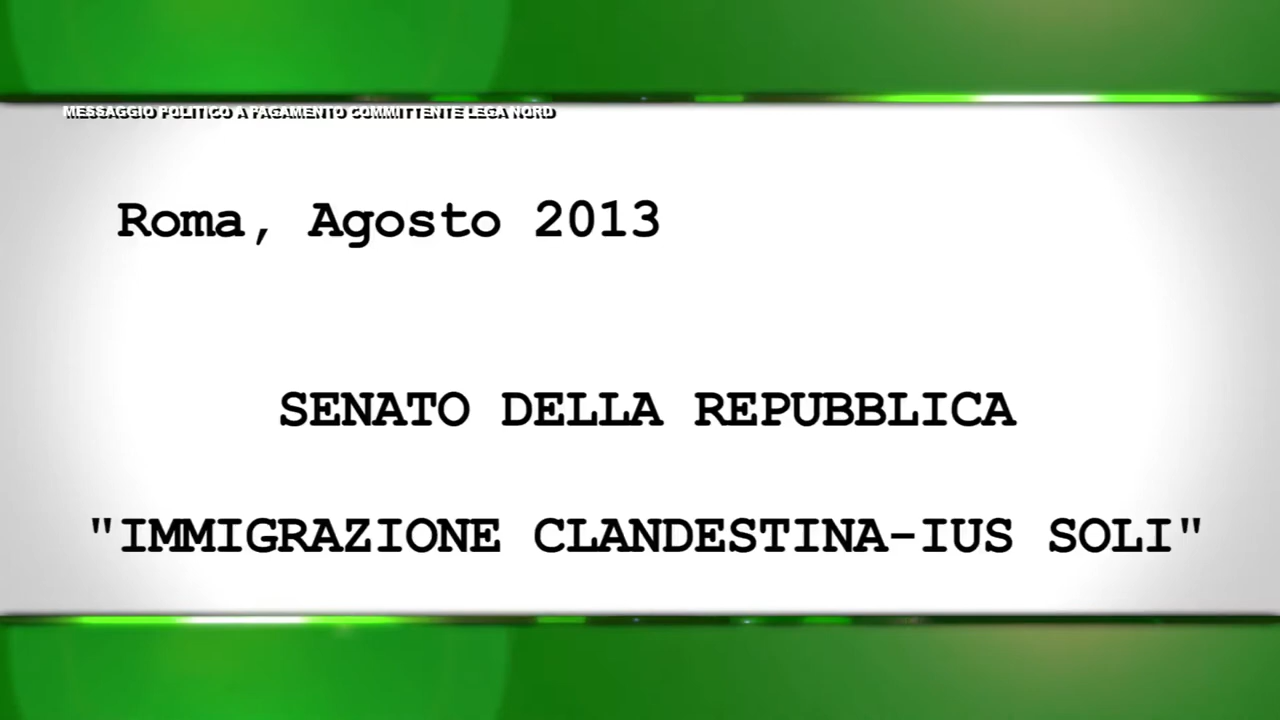 MESSAGGIO POLITICO A PAGAMENTO COMMITTENTE LEGA NORD
Roma, Agosto 2013
SENATO DELLA REPUBBLICA
"IMMIGRAZIONE CLANDESTINA-IUS SOLI"